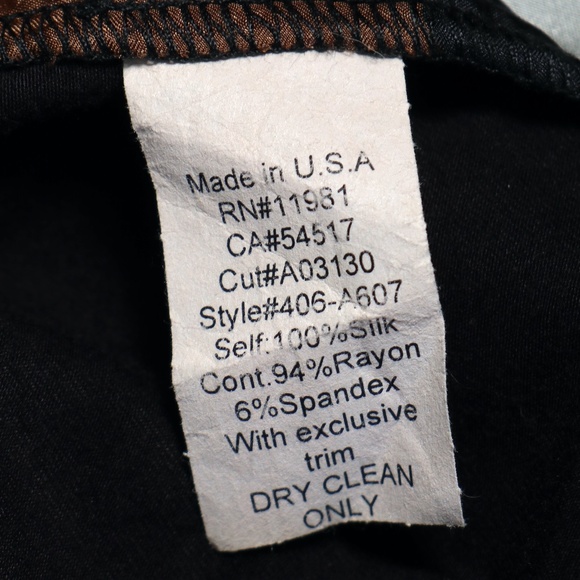 Made in U.S.A
RN#11981
CA#54517
Cut#A03130
Style#406-A607
Self:100%Silk
Cont.94%Rayon
6%Spandex
With exclusive
trim
DRY CLEAN
ONLY